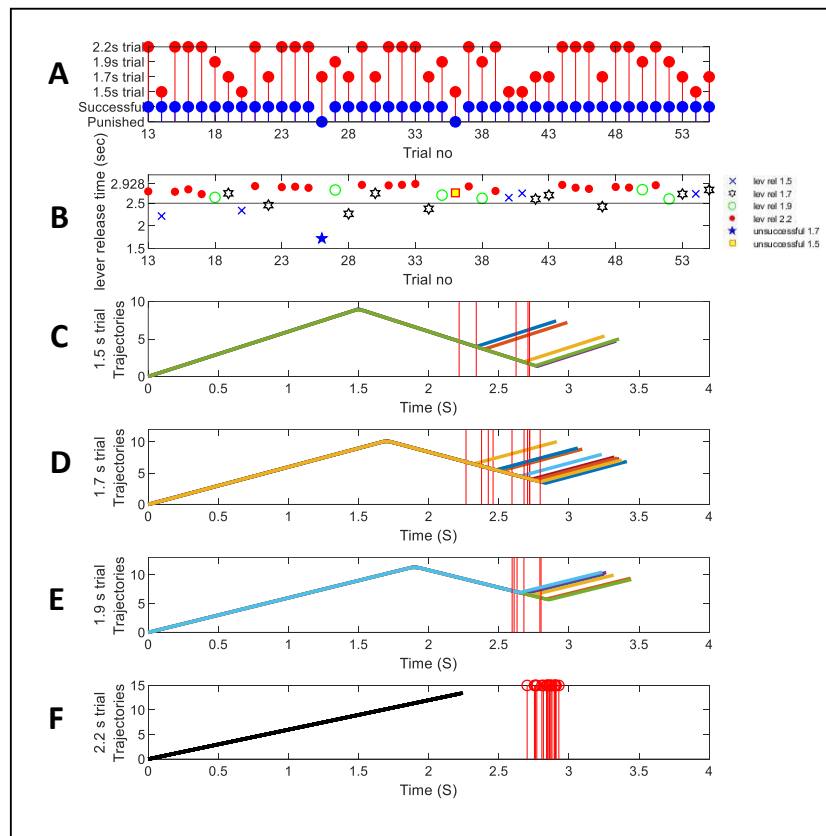 A
2.2s trial
1.9s trial
1.7s trial
1.5s trial
Successful
Punished
13 18 23 28 33 38 43 48 53
Trial no
B
lever release time (sec)
2.928
2.5
2
1.5
13 18 23 28 33 38 43 48 53
Trial no
lev rel 1.5
lev rel 1.7
lev rel 1.9
lev rel 2.2
unsuccessful 1.7
unsuccessful 1.5
C
1.5 s trial
Trajectories
10
5
0
0 0.5 1 1.5 2 2.5 3 3.5 4
Time (S)
D
1.7 s trial
Trajectories
10
5
0
0 0.5 1 1.5 2 2.5 3 3.5 4
Time (S)
E
1.9 s trial
Trajectories
10
5
0
0 0.5 1 1.5 2 2.5 3 3.5 4
Time (S)
F
2.2 s trial
Trajectories
15
10
5
0
0 0.5 1 1.5 2 2.5 3 3.5 4
Time (S)